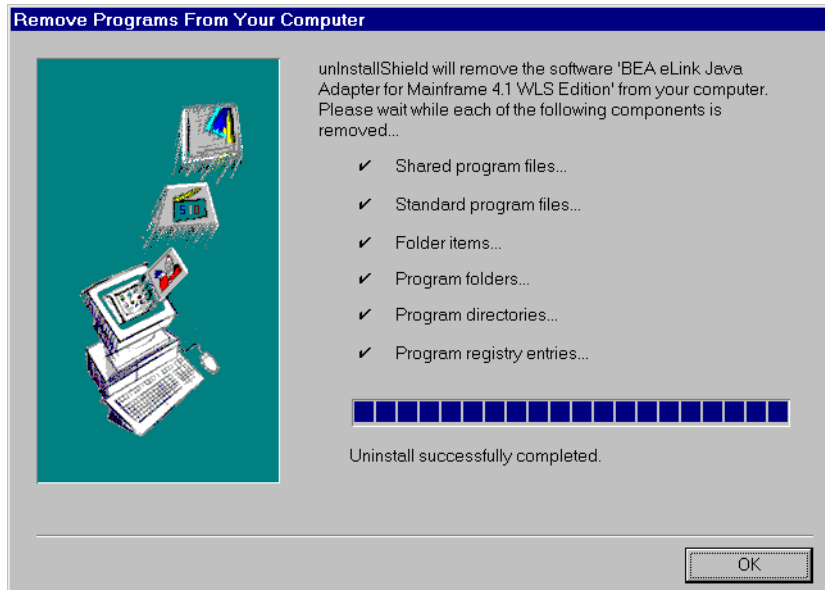 Remove Programs From Your Computer
unInstallShield will remove the software 'BEA eLink Java
Adapter for Mainframe 4.1 WLS Edition' from your computer.
Please wait while each of the following components is
removed...
✔ Shared program files...
✔ Standard program files...
✔ Folder items...
✔ Program folders...
✔ Program directories...
✔ Program registry entries...
Uninstall successfully completed.
OK